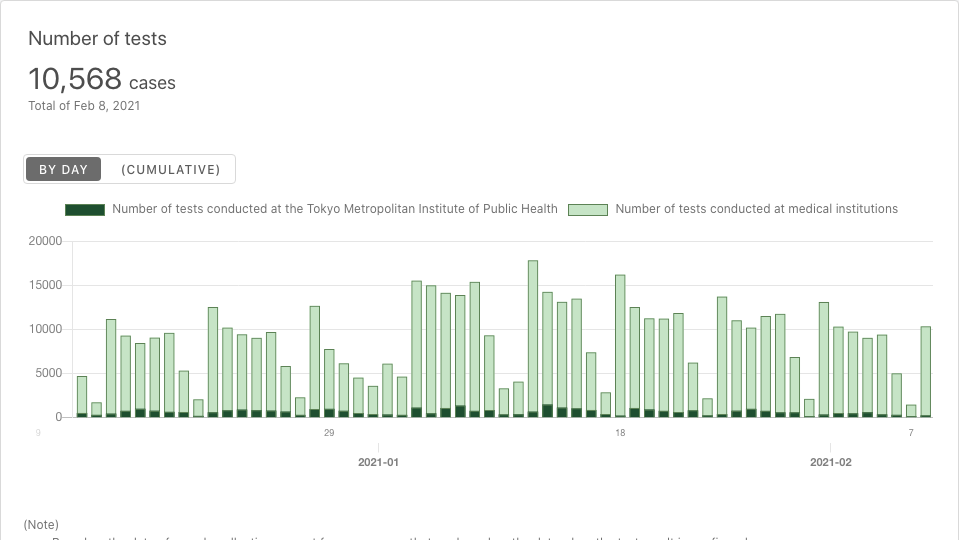 Number of tests
10,568 cases
Total of Feb 8, 2021
BY DAY (CUMULATIVE)
Number of tests conducted at the Tokyo Metropolitan Institute of Public Health Number of tests conducted at medical institutions
20000
15000
10000
5000
0
9 29 18 7
2021-01 2021-02
(Note)